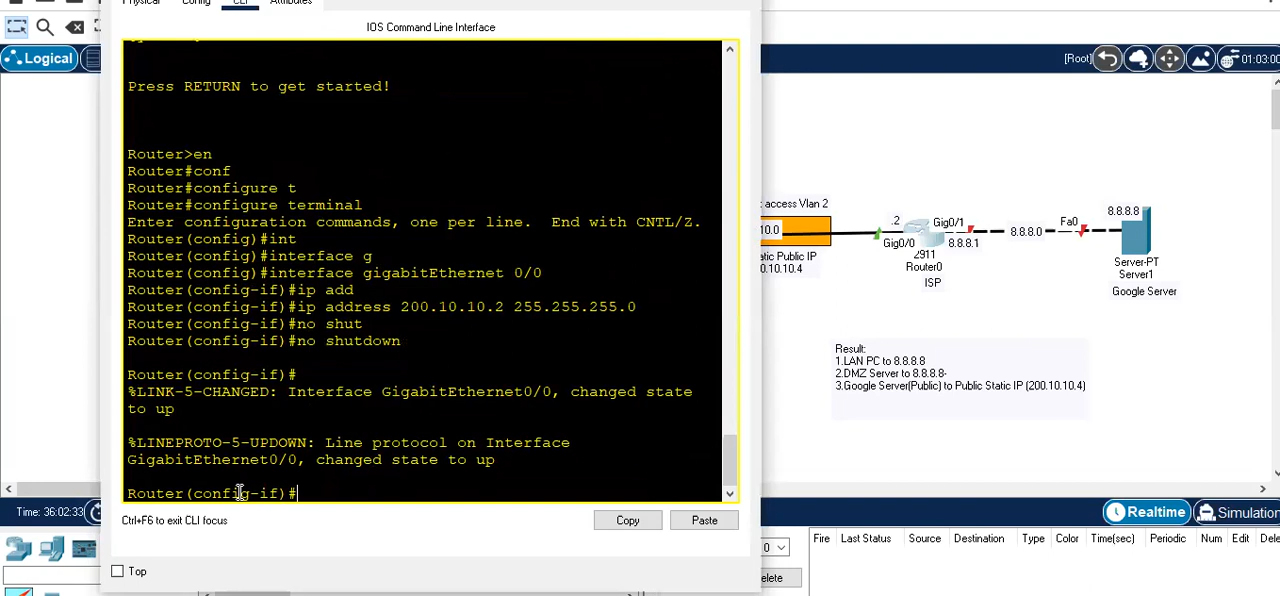 Physical Config CLI Attributes
IOS Command Line Interface
Logical
[Root]
01:03:00
Press RETURN to get started!
Router>en
Router#conf
Router#configure t
Router#configure terminal
Enter configuration commands, one per line. End with CNTL/Z.
Router(config)#int
Router(config)#interface g
Router(config)#interface gigabitEthernet 0/0
Router(config-if)#ip add
Router(config-if)#ip address 200.10.10.2 255.255.255.0
Router(config-if)#no shut
Router(config-if)#no shutdown
Router(config-if)#
%LINK-5-CHANGED: Interface GigabitEthernet0/0, changed state
to up
%LINEPROTO-5-UPDOWN: Line protocol on Interface
GigabitEthernet0/0, changed state to up
Router(config-if)#
Ctrl+F6 to exit CLI focus
Copy
Paste
Top
t access Vlan 2
10.0
atic Public IP
0.10.10.4
.2
Gig0/1
Gig0/0
8.8.8.1
2911
Router0
ISP
8.8.8.0
Fa0
8.8.8.8
Server-PT
Server1
Google Server
Result:
1.LAN PC to 8.8.8.8
2.DMZ Server to 8.8.8.8-
3.Google Server(Public) to Public Static IP (200.10.10.4)
Time: 36:02:33
Realtime
Simulation
0
elete
Fire Last Status Source Destination Type Color Time(sec) Periodic Num Edit Dele